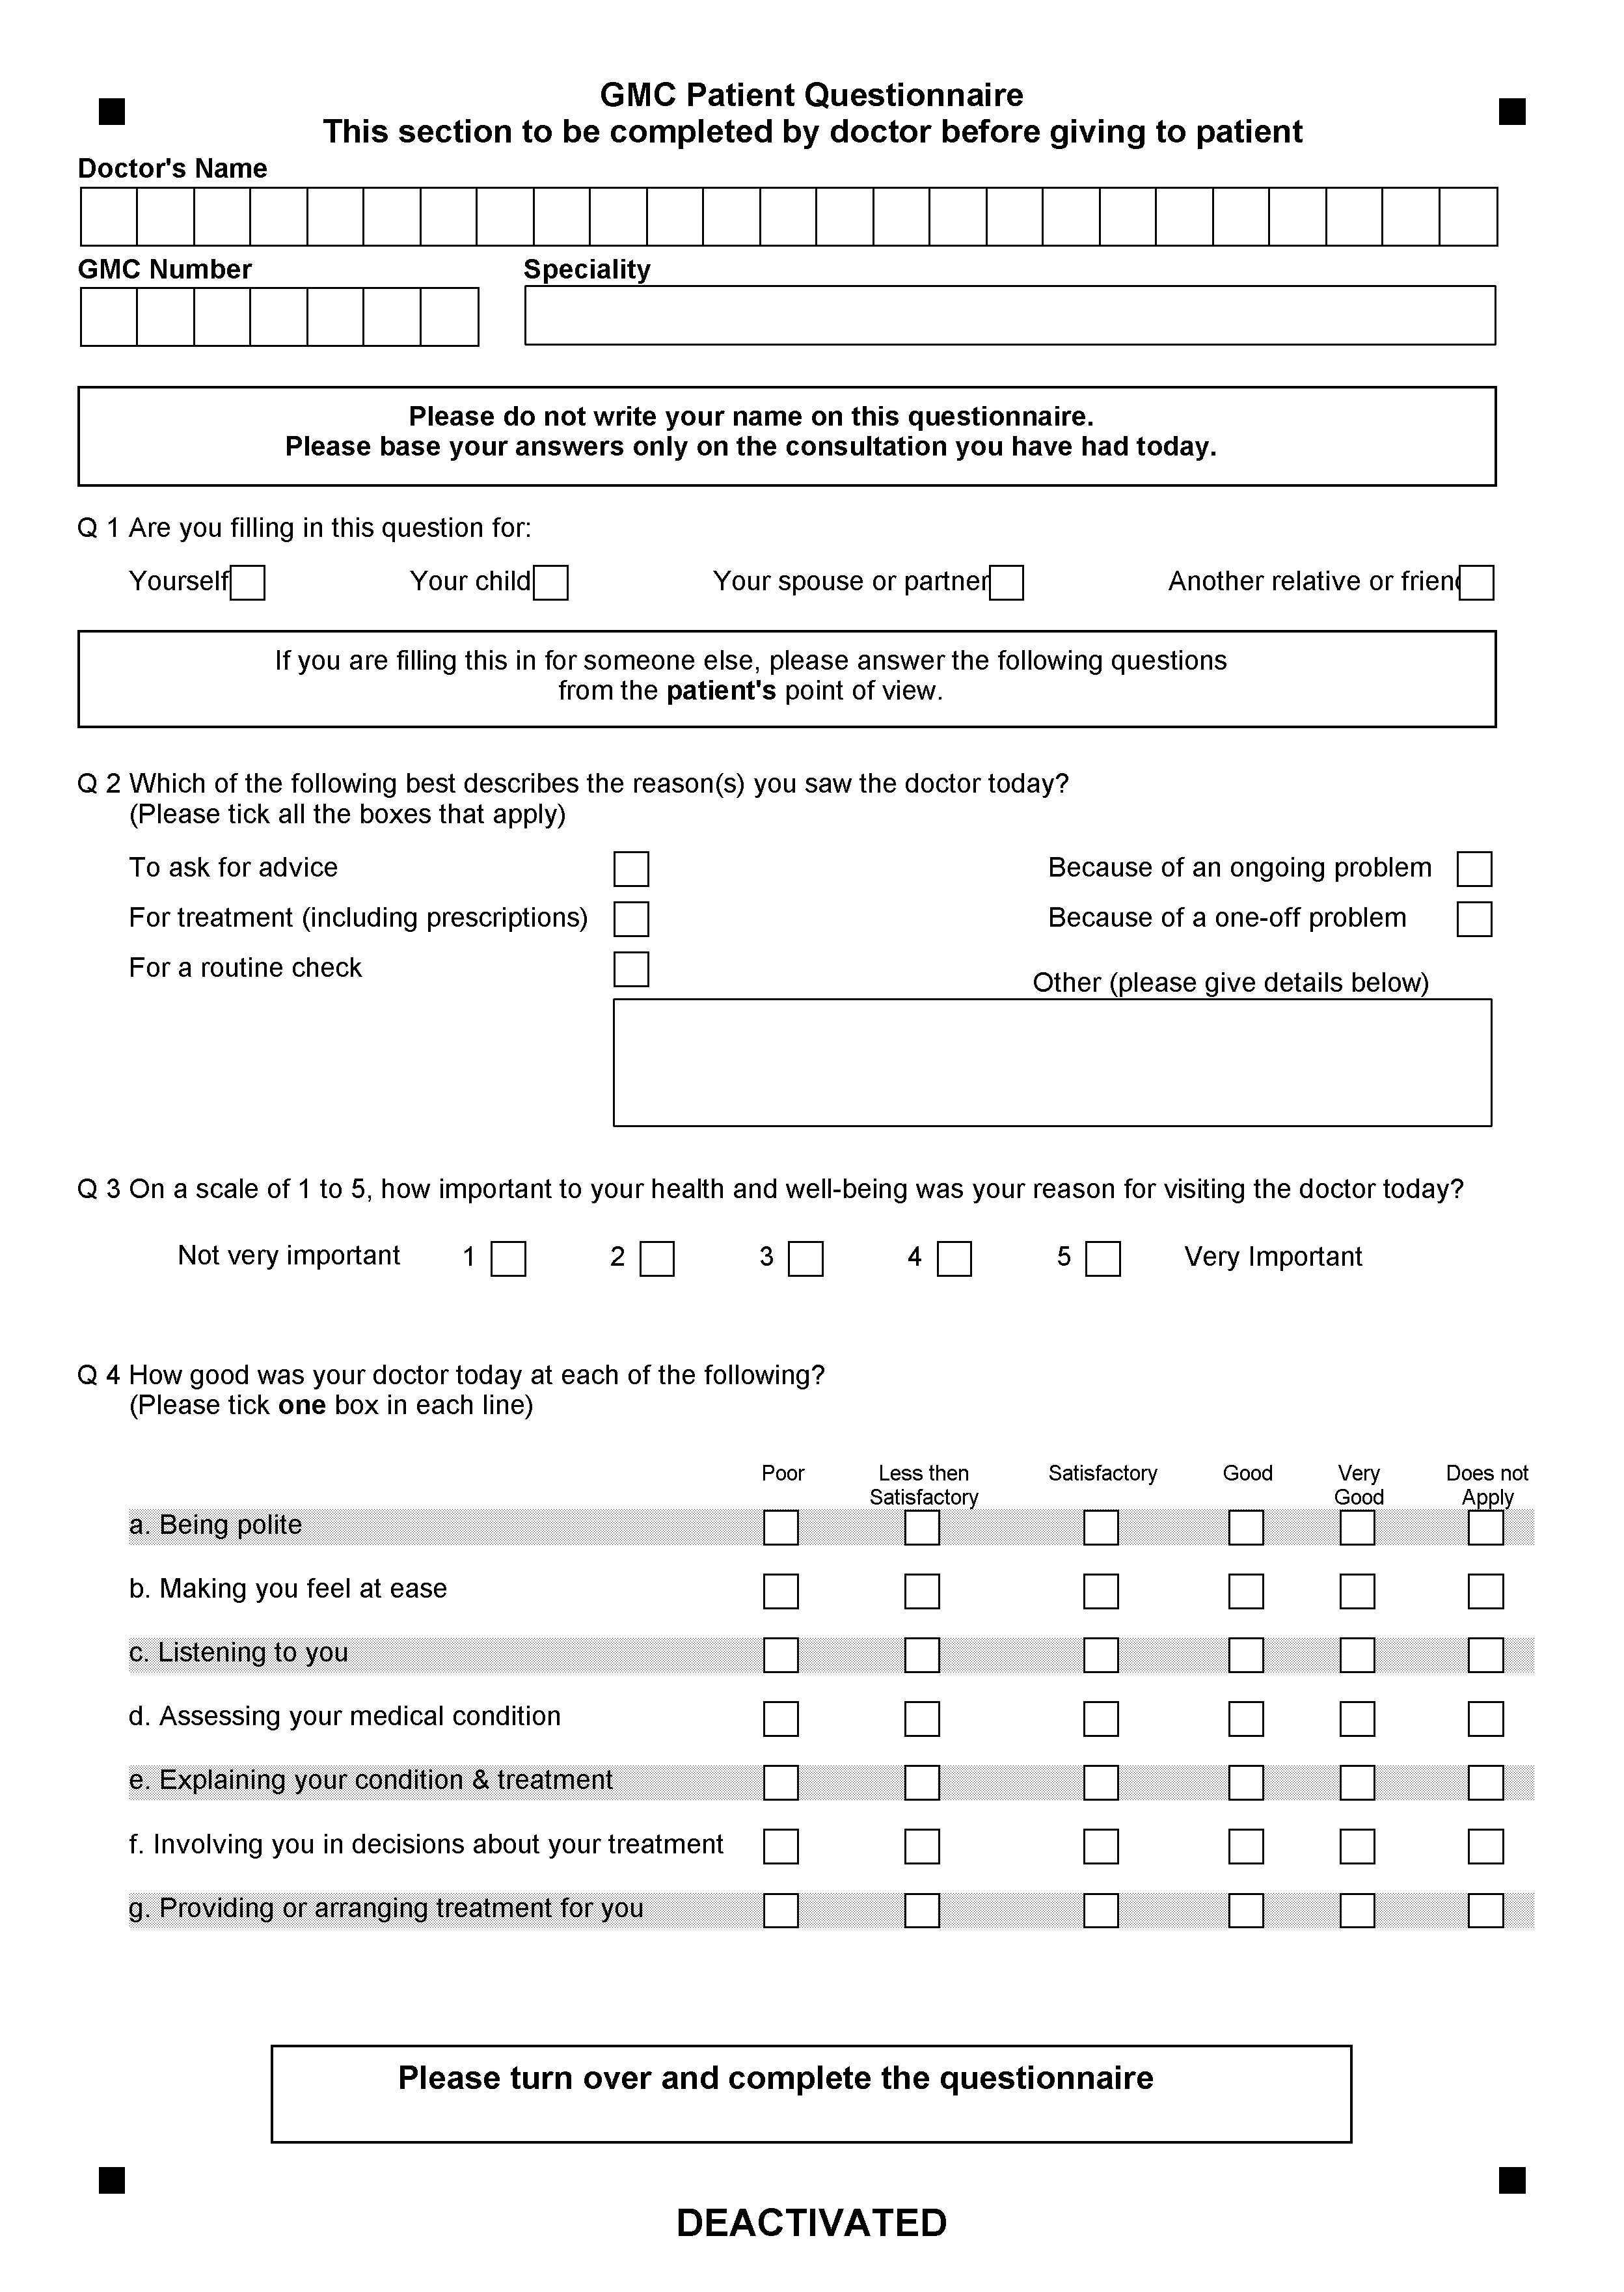 GMC Patient Questionnaire
This section to be completed by doctor before giving to patient
Doctor's Name
GMC Number Speciality
Please do not write your name on this questionnaire.
Please base your answers only on the consultation you have had today.
Q 1 Are you filling in this question for:
Yourself Your child Your spouse or partner Another relative or friend
If you are filling this in for someone else, please answer the following questions
from the patient's point of view.
Q 2 Which of the following best describes the reason(s) you saw the doctor today?
(Please tick all the boxes that apply)
To ask for advice Because of an ongoing problem
For treatment (including prescriptions) Because of a one-off problem
For a routine check
Other (please give details below)
Q 3 On a scale of 1 to 5, how important to your health and well-being was your reason for visiting the doctor today?
Not very important 1 2 3 4 5 Very Important
Q 4 How good was your doctor today at each of the following?
(Please tick one box in each line)
Poor Less then Satisfactory Good Very Does not
Satisfactory Good Apply
a. Being polite
b. Making you feel at ease
c. Listening to you
d. Assessing your medical condition
e. Explaining your condition & treatment
f. Involving you in decisions about your treatment
g. Providing or arranging treatment for you
Please turn over and complete the questionnaire
DEACTIVATED